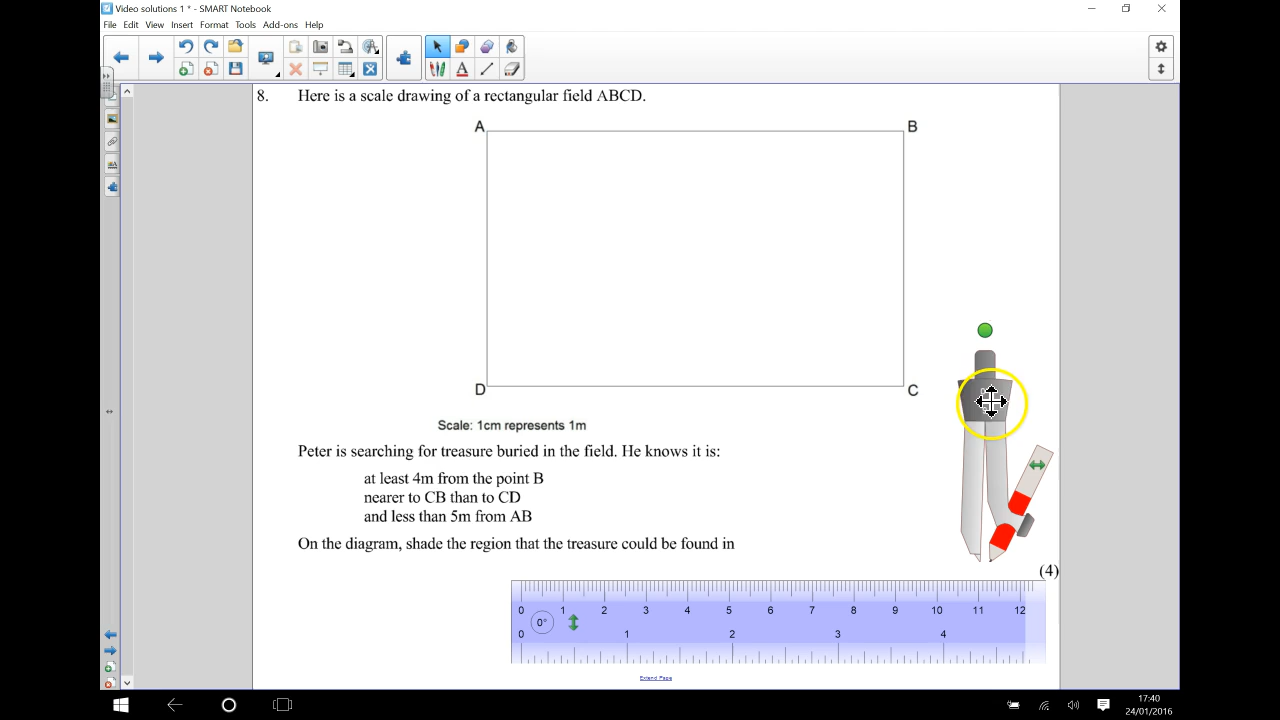 Video solutions 1 * - SMART Notebook
File Edit View Insert Format Tools Add-ons Help
8. Here is a scale drawing of a rectangular field ABCD.
A B
D C
Scale: 1cm represents 1m
Peter is searching for treasure buried in the field. He knows it is:
at least 4m from the point B
nearer to CB than to CD
and less than 5m from AB
On the diagram, shade the region that the treasure could be found in
(4)
0 1 2 3 4 5 6 7 8 9 10 11 12
0°
0 1 2 3 4
Extend Page
17:40
24/01/2016